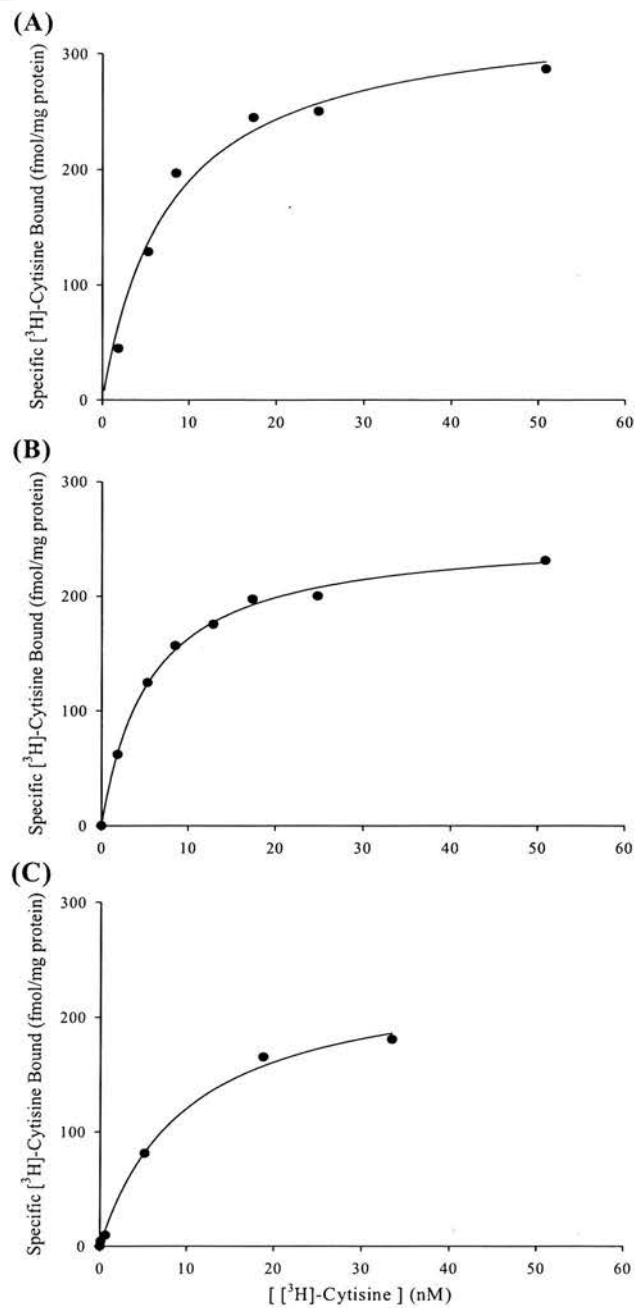 (A)
Specific [³H]-Cytisine Bound (fmol/mg protein)
300
200
100
0
0 10 20 30 40 50 60
(B)
Specific [³H]-Cytisine Bound (fmol/mg protein)
300
200
100
0
0 10 20 30 40 50 60
(C)
Specific [³H]-Cytisine Bound (fmol/mg protein)
300
200
100
0
0 10 20 30 40 50 60
[ [³H]-Cytisine ] (nM)